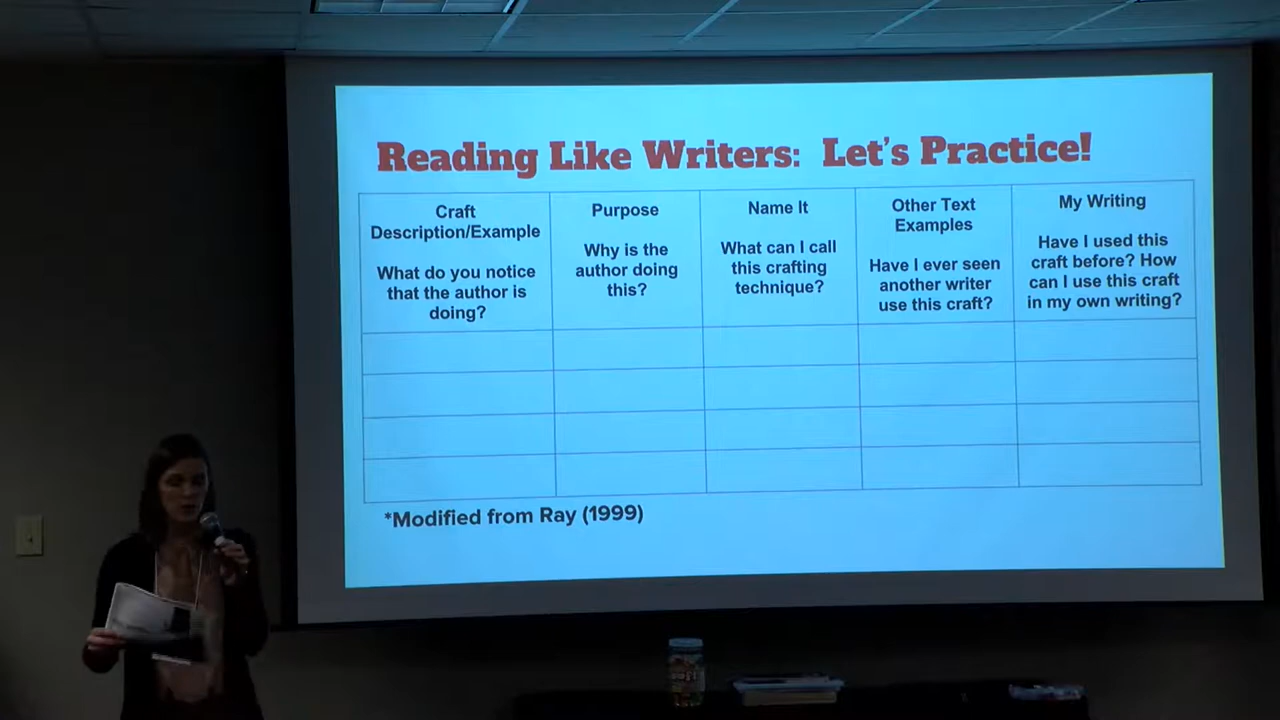 Reading Like Writers: Let's Practice!
Craft
Description/Example
What do you notice
that the author is
doing?
Purpose
Why is the
author doing
this?
Name It
What can I call
this crafting
technique?
Other Text
Examples
Have I ever seen
another writer
use this craft?
My Writing
Have I used this
craft before? How
can I use this craft
in my own writing?
*Modified from Ray (1999)